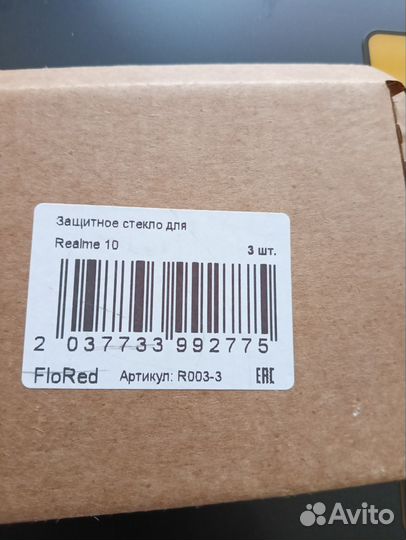 Защитное стекло для
Realme 10
3 шт.
2 037733 992775
FloRed Артикул: R003-3 EAC
Avito